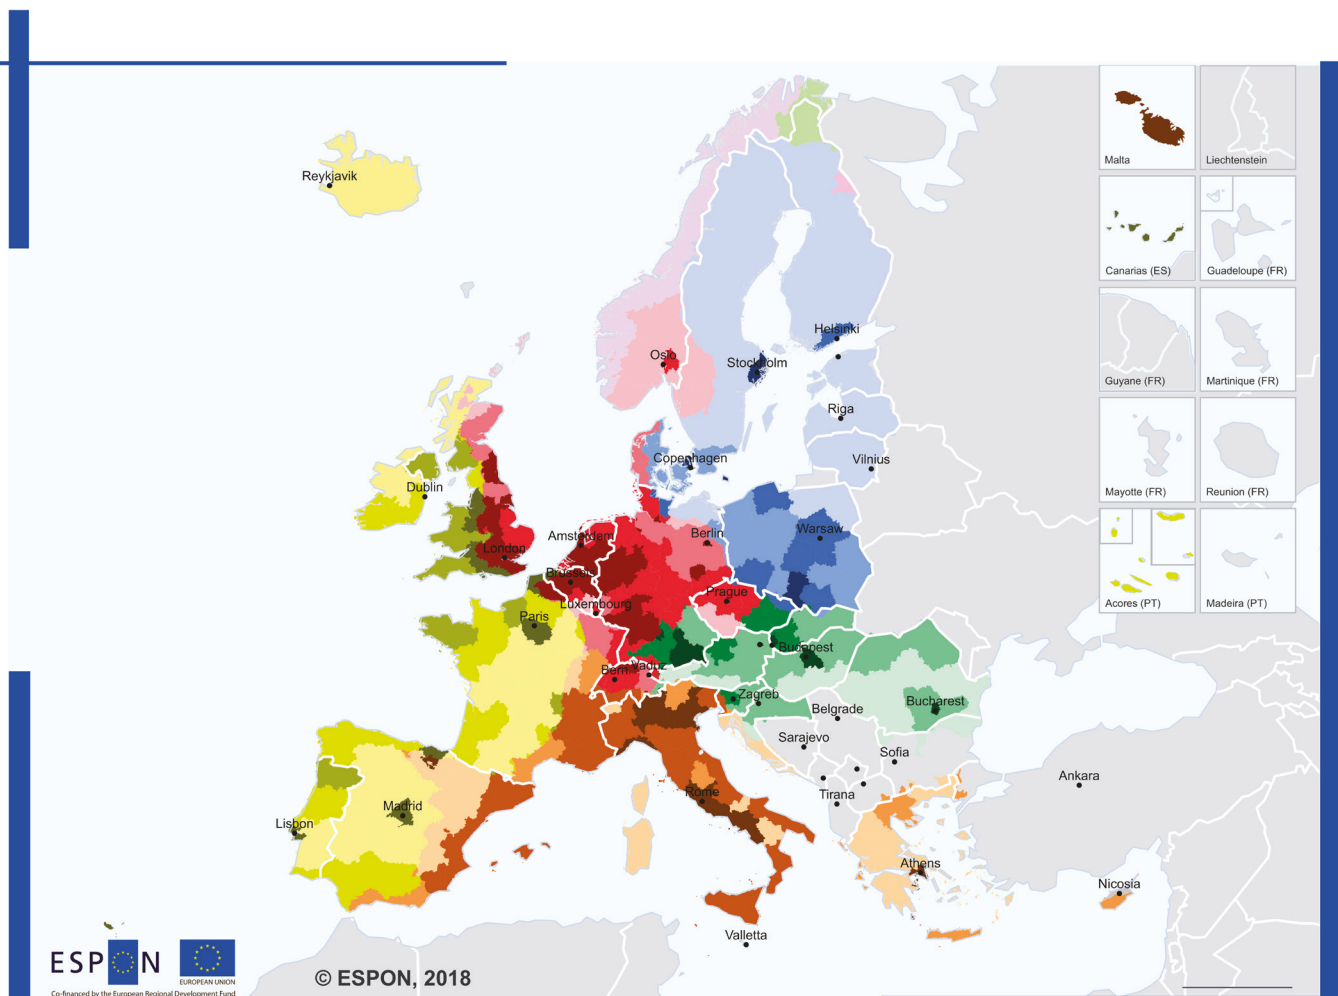 Reykjavik
Oslo
Helsinki
Stockholm
Riga
Vilnius
Copenhagen
Dublin
London
Amsterdam
Berlin
Warsaw
Brussels
Luxembourg
Prague
Paris
Budapest
Bern
Vaduz
Zagreb
Bucharest
Belgrade
Sarajevo
Sofia
Tirana
Ankara
Rome
Madrid
Lisbon
Athens
Nicosia
Valletta
Malta
Liechtenstein
Canarias (ES)
Guadeloupe (FR)
Guyane (FR)
Martinique (FR)
Mayotte (FR)
Reunion (FR)
Acores (PT)
Madeira (PT)
ESPON
EUROPEAN UNION
Co-financed by the European Regional Development Fund
© ESPON, 2018